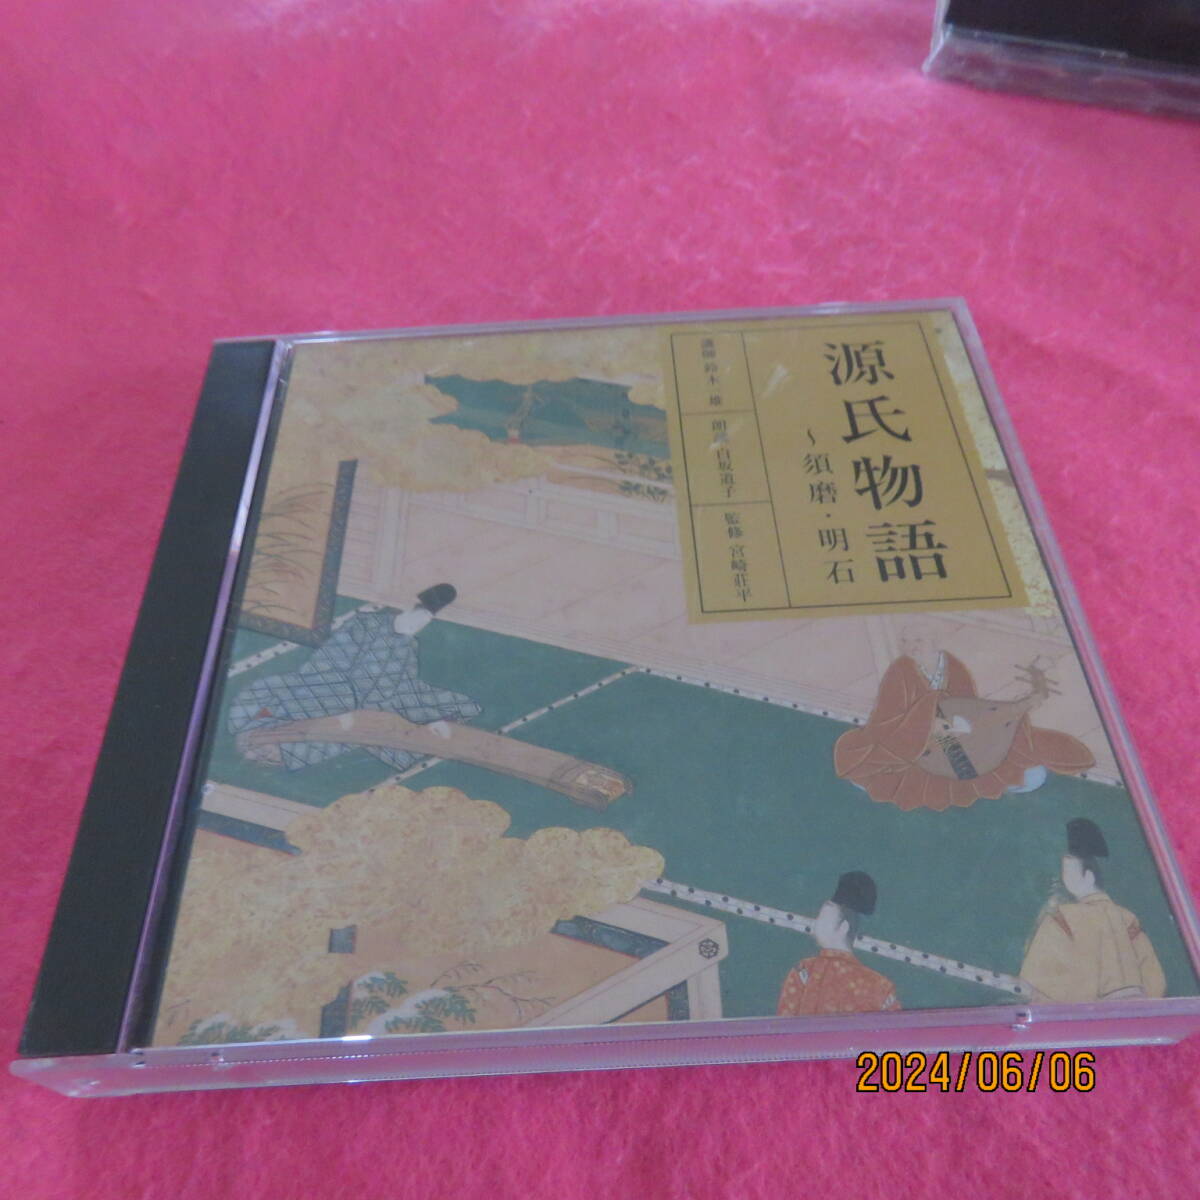 源氏物語
～須磨・明石
講師 鈴木一雄
朗読 白坂道子
監修 宮崎莊平
2024/06/06